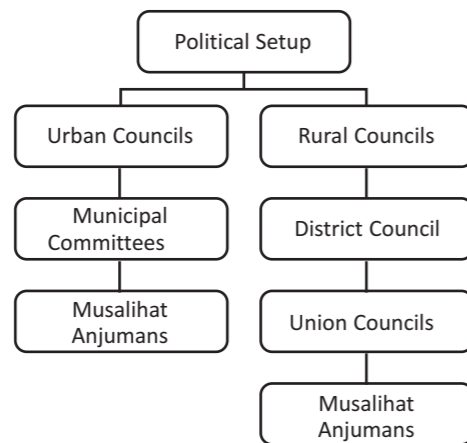 Political Setup
Urban Councils
Rural Councils
Municipal
Committees
District Council
Musalihat
Anjumans
Union Councils
Musalihat
Anjumans